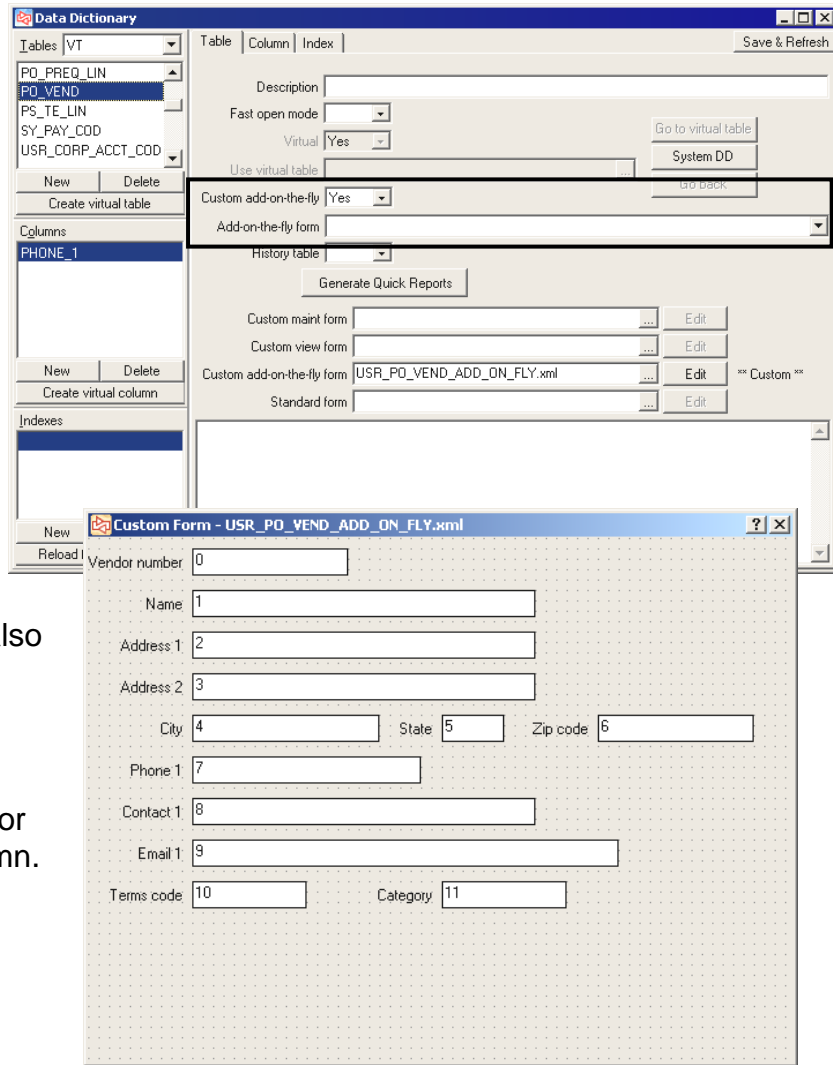 Data Dictionary
Tables VT
Table Column Index Save & Refresh
PO_PREQ_LIN
PO_VEND
PS_TE_LIN
SY_PAY_COD
USR_CORP_ACCT_COD
New Delete
Create virtual table
Description
Fast open mode
Virtual Yes
Go to virtual table
Use virtual table ...
System DD
Go back
Custom add-on-the-fly Yes
Add-on-the-fly form
History table
Generate Quick Reports
Columns
PHONE_1
New Delete
Create virtual column
Custom maint form ... Edit
Custom view form ... Edit
Custom add-on-the-fly form USR_PO_VEND_ADD_ON_FLY.xml ... Edit ** Custom **
Standard form ... Edit
Indexes
New
Reload
Custom Form - USR_PO_VEND_ADD_ON_FLY.xml
Vendor number 0
Name 1
Address 1 2
Address 2 3
City 4 State 5 Zip code 6
Phone 1 7
Contact 1 8
Email 1 9
Terms code 10 Category 11
lso
or
nn.